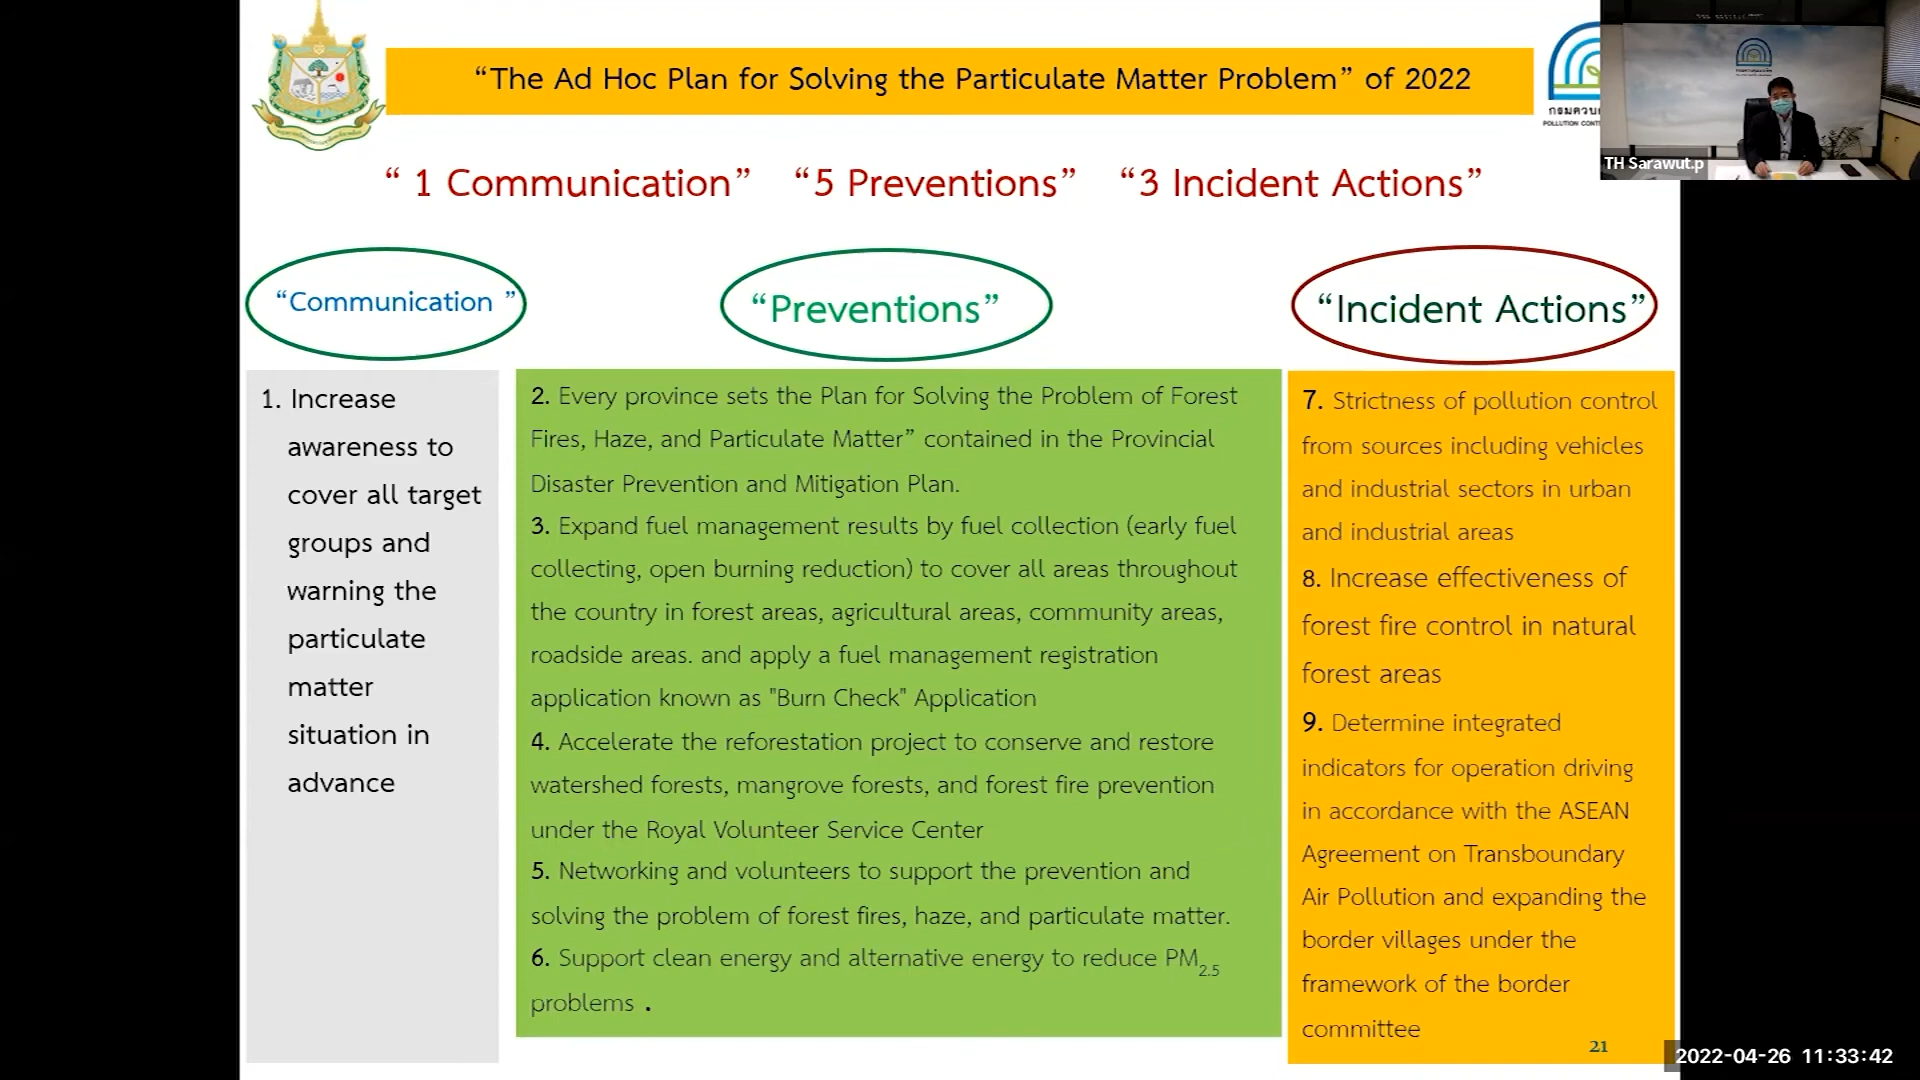 “The Ad Hoc Plan for Solving the Particulate Matter Problem” of 2022
POLLUTION
TH Sarawut.p
“ 1 Communication” “5 Preventions” “3 Incident Actions”
“Communication ”
“Preventions”
“Incident Actions”
1. Increase
awareness to
cover all target
groups and
warning the
particulate
matter
situation in
advance
2. Every province sets the Plan for Solving the Problem of Forest
Fires, Haze, and Particulate Matter” contained in the Provincial
Disaster Prevention and Mitigation Plan.
3. Expand fuel management results by fuel collection (early fuel
collecting, open burning reduction) to cover all areas throughout
the country in forest areas, agricultural areas, community areas,
roadside areas. and apply a fuel management registration
application known as "Burn Check" Application
4. Accelerate the reforestation project to conserve and restore
watershed forests, mangrove forests, and forest fire prevention
under the Royal Volunteer Service Center
5. Networking and volunteers to support the prevention and
solving the problem of forest fires, haze, and particulate matter.
6. Support clean energy and alternative energy to reduce PM2.5
problems .
7. Strictness of pollution control
from sources including vehicles
and industrial sectors in urban
and industrial areas
8. Increase effectiveness of
forest fire control in natural
forest areas
9. Determine integrated
indicators for operation driving
in accordance with the ASEAN
Agreement on Transboundary
Air Pollution and expanding the
border villages under the
framework of the border
committee
21
2022-04-26 11:33:42